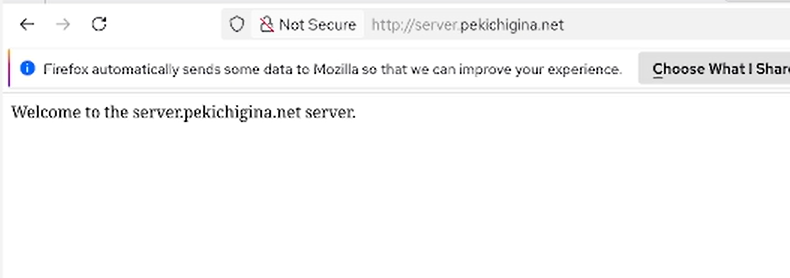 Not Secure http://server.pekichigina.net
Firefox automatically sends some data to Mozilla so that we can improve your experience. Choose What I Share
Welcome to the server.pekichigina.net server.